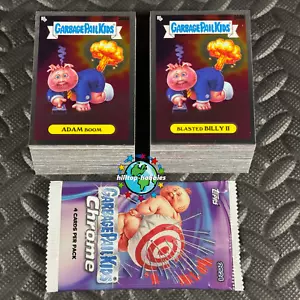 GARBAGE PAIL KIDS
GARBAGE PAIL KIDS
ADAM BOOM
BLASTED BILLY II
hilltop-hobbies
GARBAGE PAIL KIDS
Chrome
4 CARDS PER PACK
TOPPS